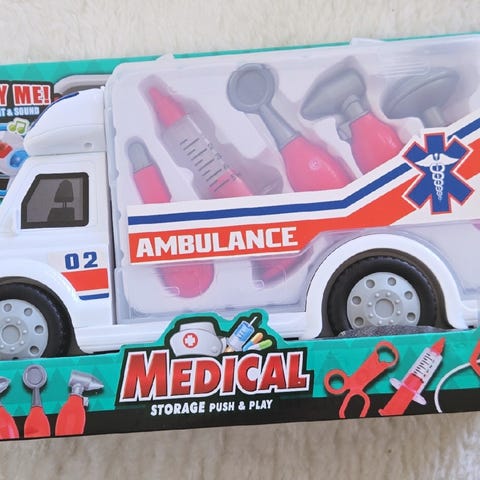 Y ME!
T & SOUND
AMBULANCE
02
MEDICAL
STORAGE PUSH & PLAY